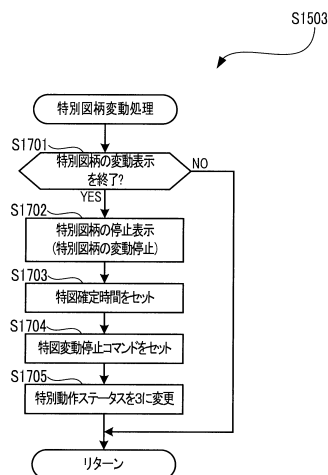 S1503
特別図柄変動処理
S1701
特別図柄の変動表示
を終了?
NO
YES
S1702
特別図柄の停止表示
(特別図柄の変動停止)
S1703
特図確定時間をセット
S1704
特図変動停止コマンドをセット
S1705
特別動作ステータスを3に変更
リターン